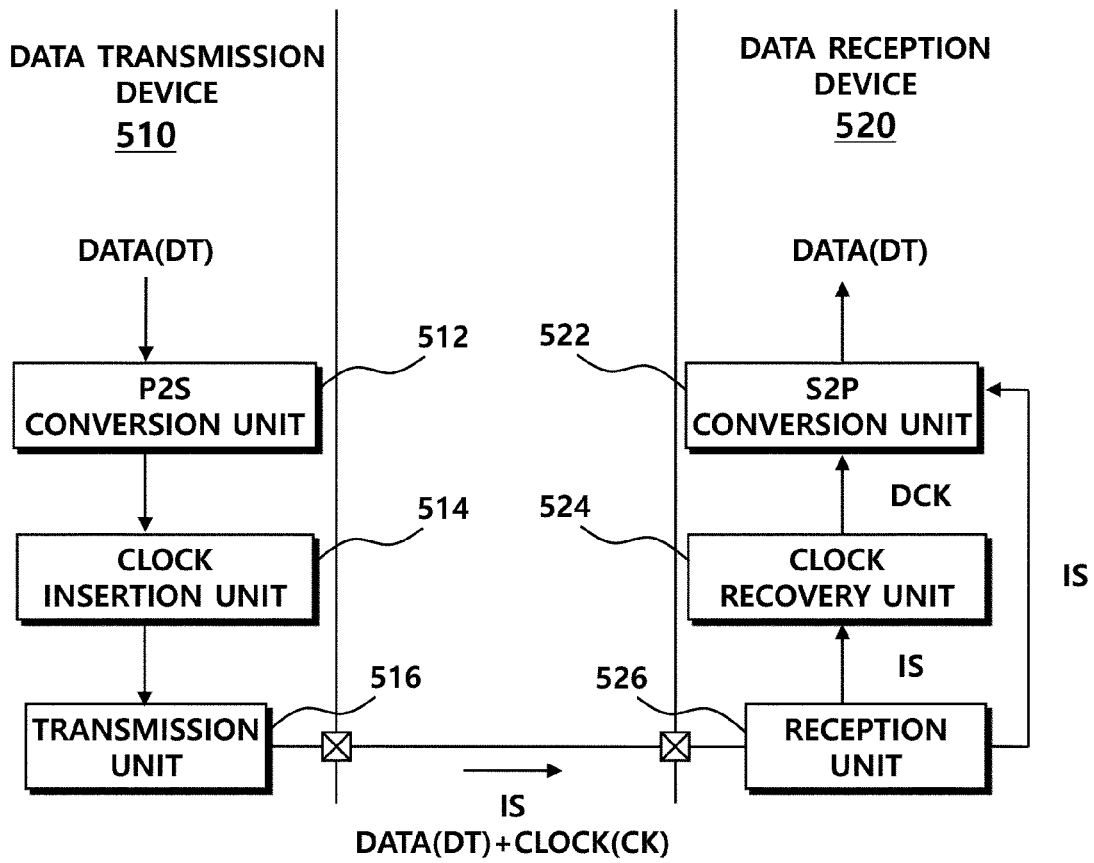 DATA TRANSMISSION
DEVICE
510
DATA RECEPTION
DEVICE
520
DATA(DT)
DATA(DT)
512
522
P2S
CONVERSION UNIT
S2P
CONVERSION UNIT
DCK
514
524
CLOCK
INSERTION UNIT
CLOCK
RECOVERY UNIT
IS
IS
516
526
TRANSMISSION
UNIT
RECEPTION
UNIT
IS
DATA(DT)+CLOCK(CK)